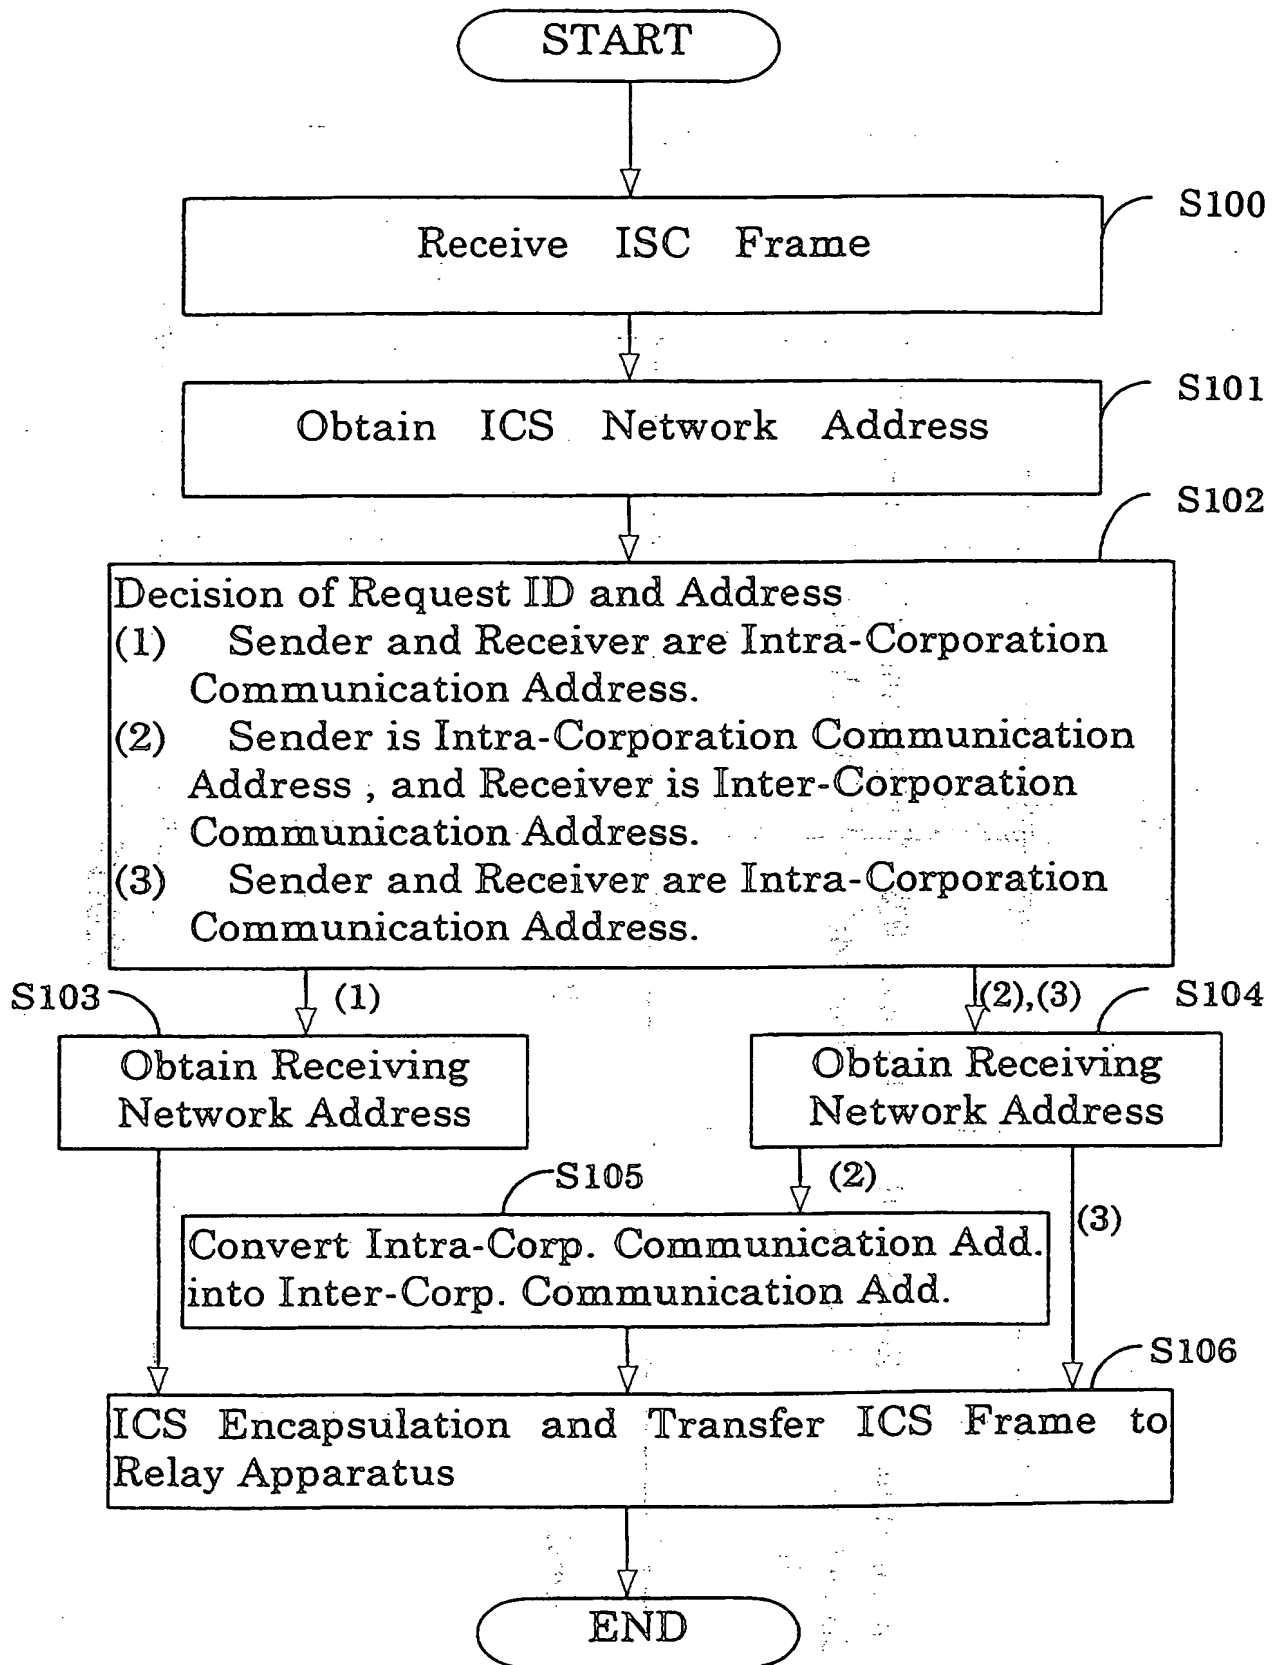 START
S100
Receive ISC Frame
S101
Obtain ICS Network Address
S102
Decision of Request ID and Address
(1) Sender and Receiver are Intra-Corporation
Communication Address.
(2) Sender is Intra-Corporation Communication
Address , and Receiver is Inter-Corporation
Communication Address.
(3) Sender and Receiver are Intra-Corporation
Communication Address.
S103
(1)
(2),(3)
S104
Obtain Receiving
Network Address
Obtain Receiving
Network Address
S105
(2)
(3)
Convert Intra-Corp. Communication Add.
into Inter-Corp. Communication Add.
S106
ICS Encapsulation and Transfer ICS Frame to
Relay Apparatus
END